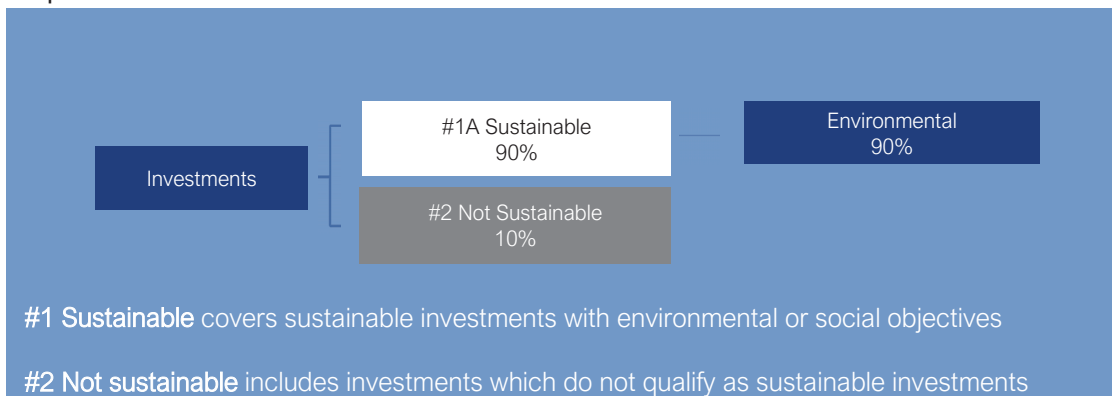 Investments
#1A Sustainable
90%
Environmental
90%
#2 Not Sustainable
10%
#1 Sustainable covers sustainable investments with environmental or social objectives
#2 Not sustainable includes investments which do not qualify as sustainable investments